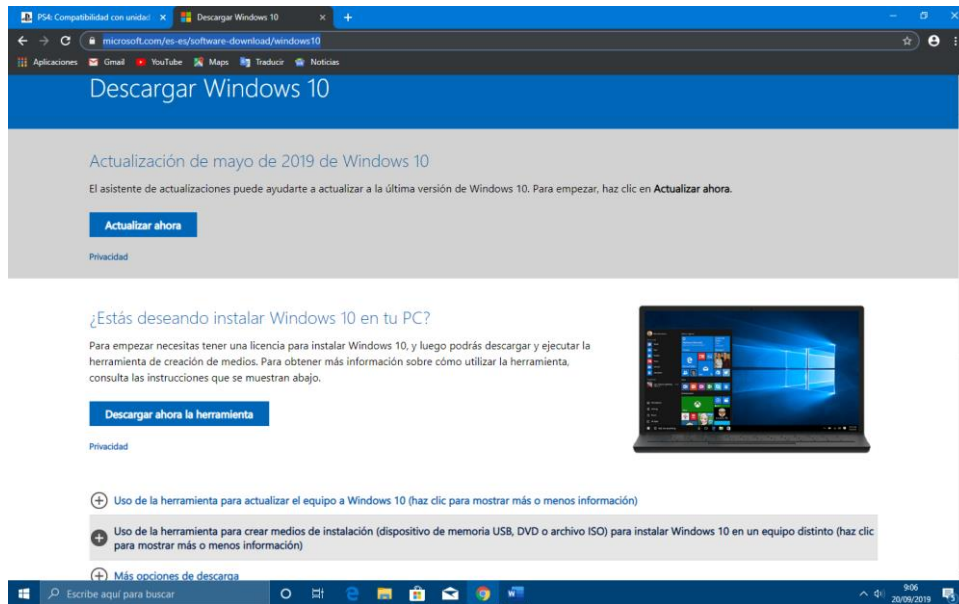 PS4: Compatibilidad con unidad
Descargar Windows 10
microsoft.com/es-es/software-download/windows10
Aplicaciones Gmail YouTube Maps Traducir Noticias
Descargar Windows 10
Actualización de mayo de 2019 de Windows 10
El asistente de actualizaciones puede ayudarte a actualizar a la última versión de Windows 10. Para empezar, haz clic en Actualizar ahora.
Actualizar ahora
Privacidad
¿Estás deseando instalar Windows 10 en tu PC?
Para empezar necesitas tener una licencia para instalar Windows 10, y luego podrás descargar y ejecutar la
herramienta de creación de medios. Para obtener más información sobre cómo utilizar la herramienta,
consulta las instrucciones que se muestran abajo.
Descargar ahora la herramienta
Privacidad
Uso de la herramienta para actualizar el equipo a Windows 10 (haz clic para mostrar más o menos información)
Uso de la herramienta para crear medios de instalación (dispositivo de memoria USB, DVD o archivo ISO) para instalar Windows 10 en un equipo distinto (haz clic
para mostrar más o menos información)
Más opciones de descarga
Escribe aquí para buscar
9:06
20/09/2019